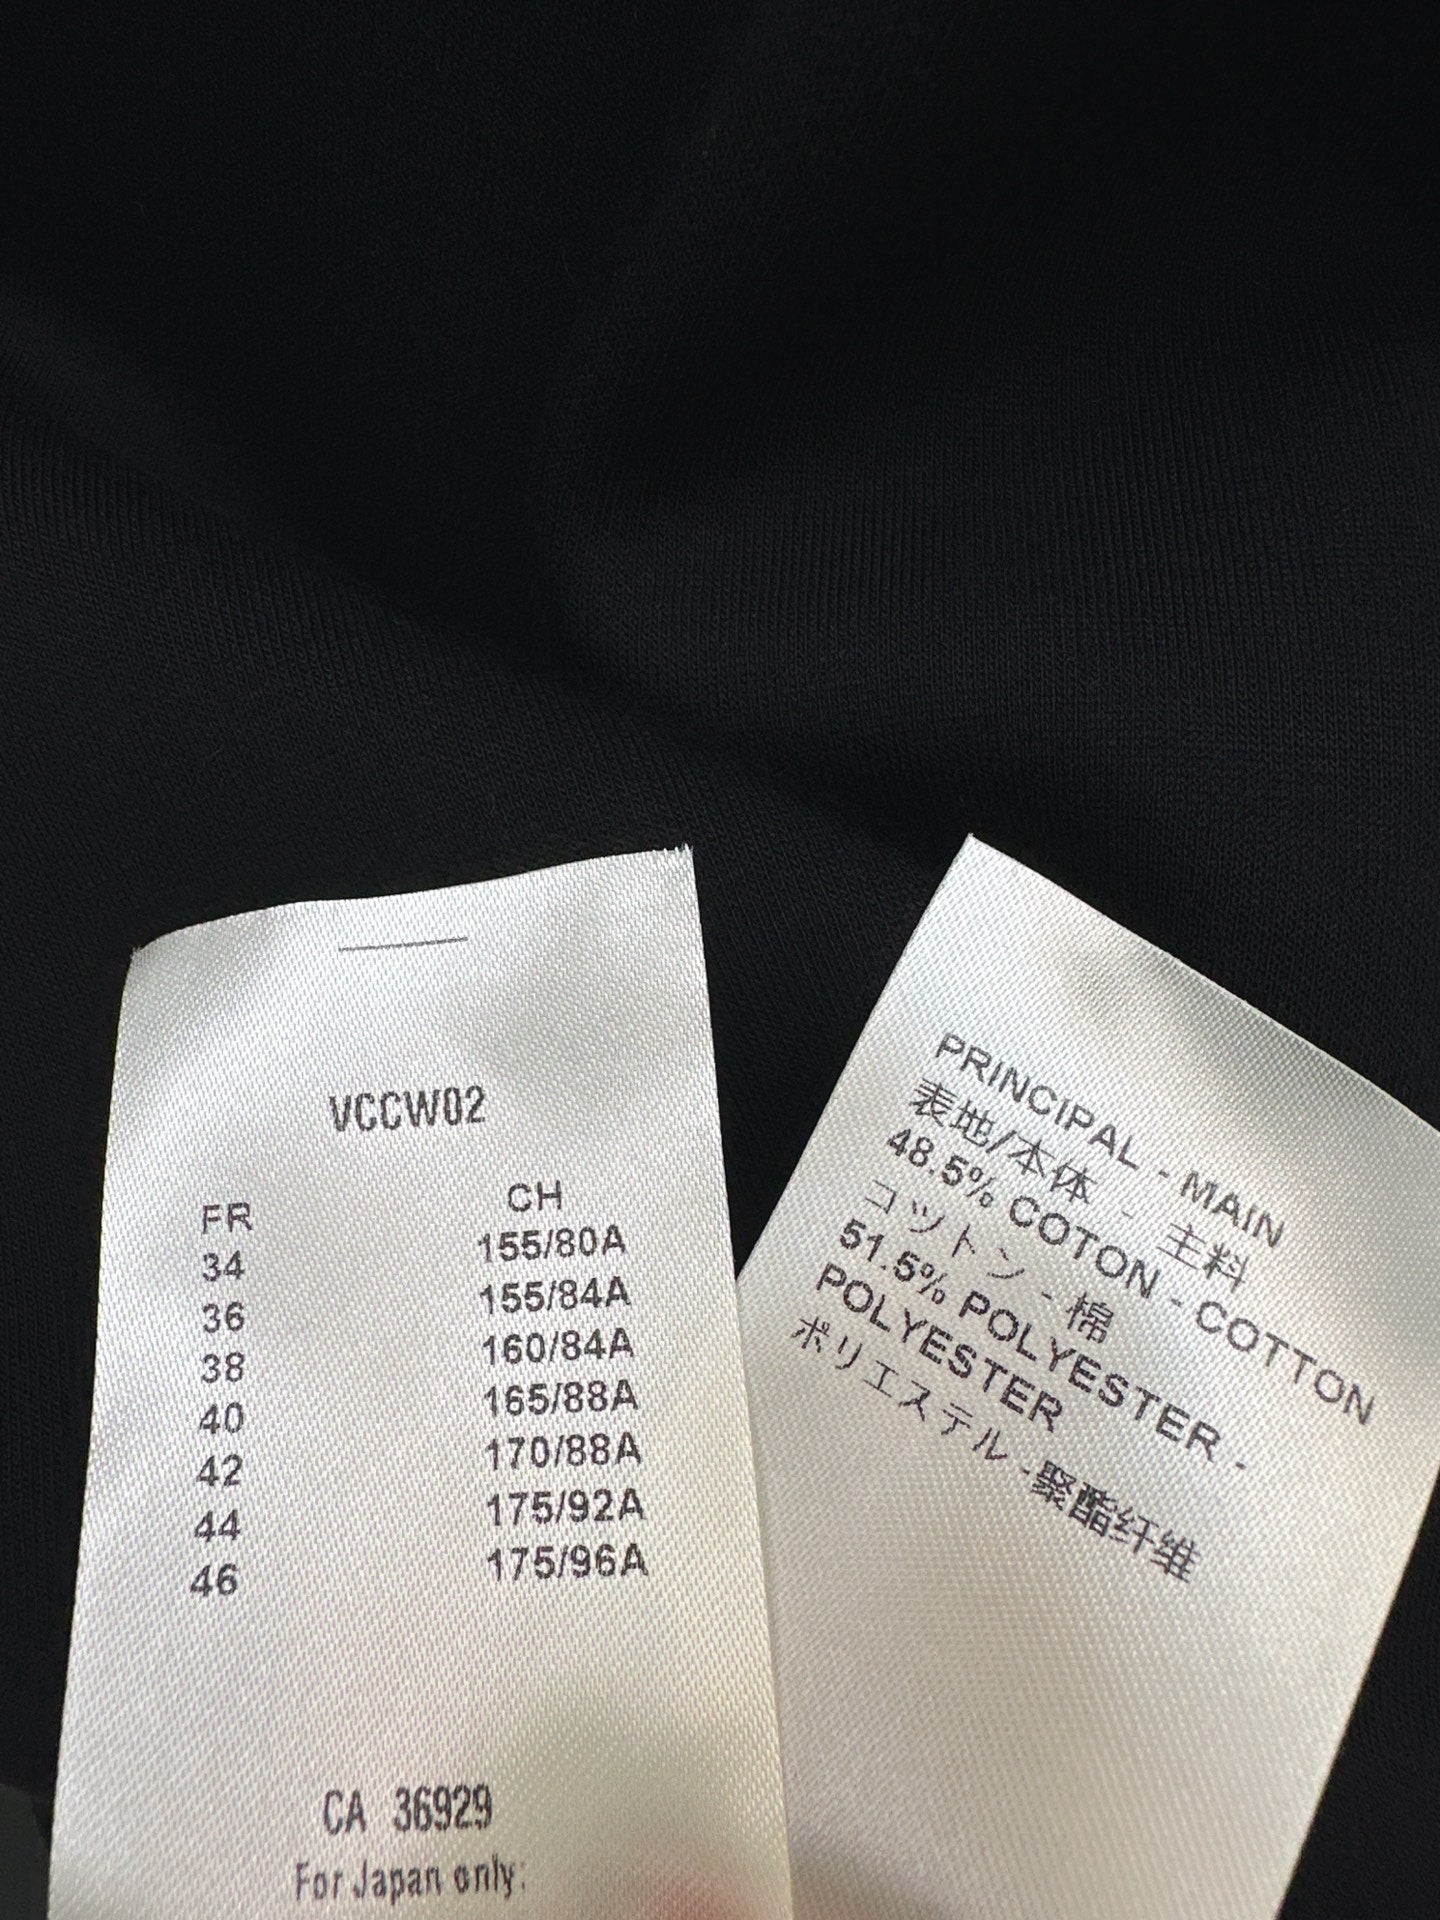 VCCW02
FR CH
34 155/80A
36 155/84A
38 160/84A
40 165/88A
42 170/88A
44 175/92A
46 175/96A
CA 36929
For Japan only:
PRINCIPAL - MAIN
表地/本体 - 主料
48.5% COTON - COTTON
コットン - 棉
51.5% POLYESTER -
POLYESTER
ポリエステル - 聚酯纤维